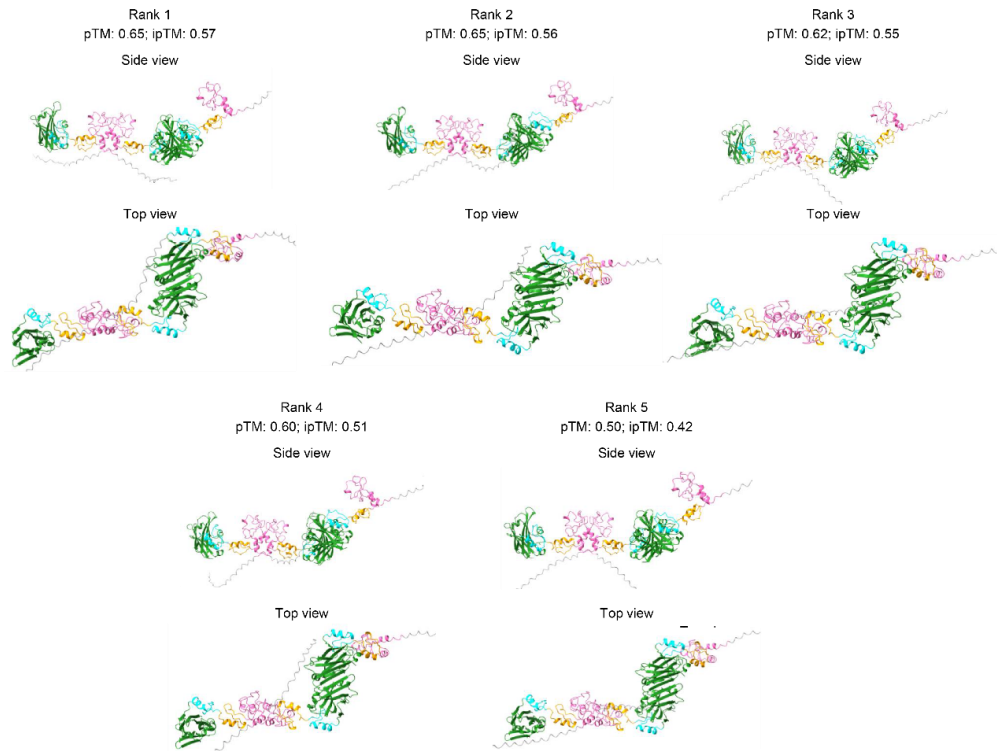 Rank 1
pTM: 0.65; ipTM: 0.57
Side view
Top view
Rank 2
pTM: 0.65; ipTM: 0.56
Side view
Top view
Rank 3
pTM: 0.62; ipTM: 0.55
Side view
Top view
Rank 4
pTM: 0.60; ipTM: 0.51
Side view
Top view
Rank 5
pTM: 0.50; ipTM: 0.42
Side view
Top view